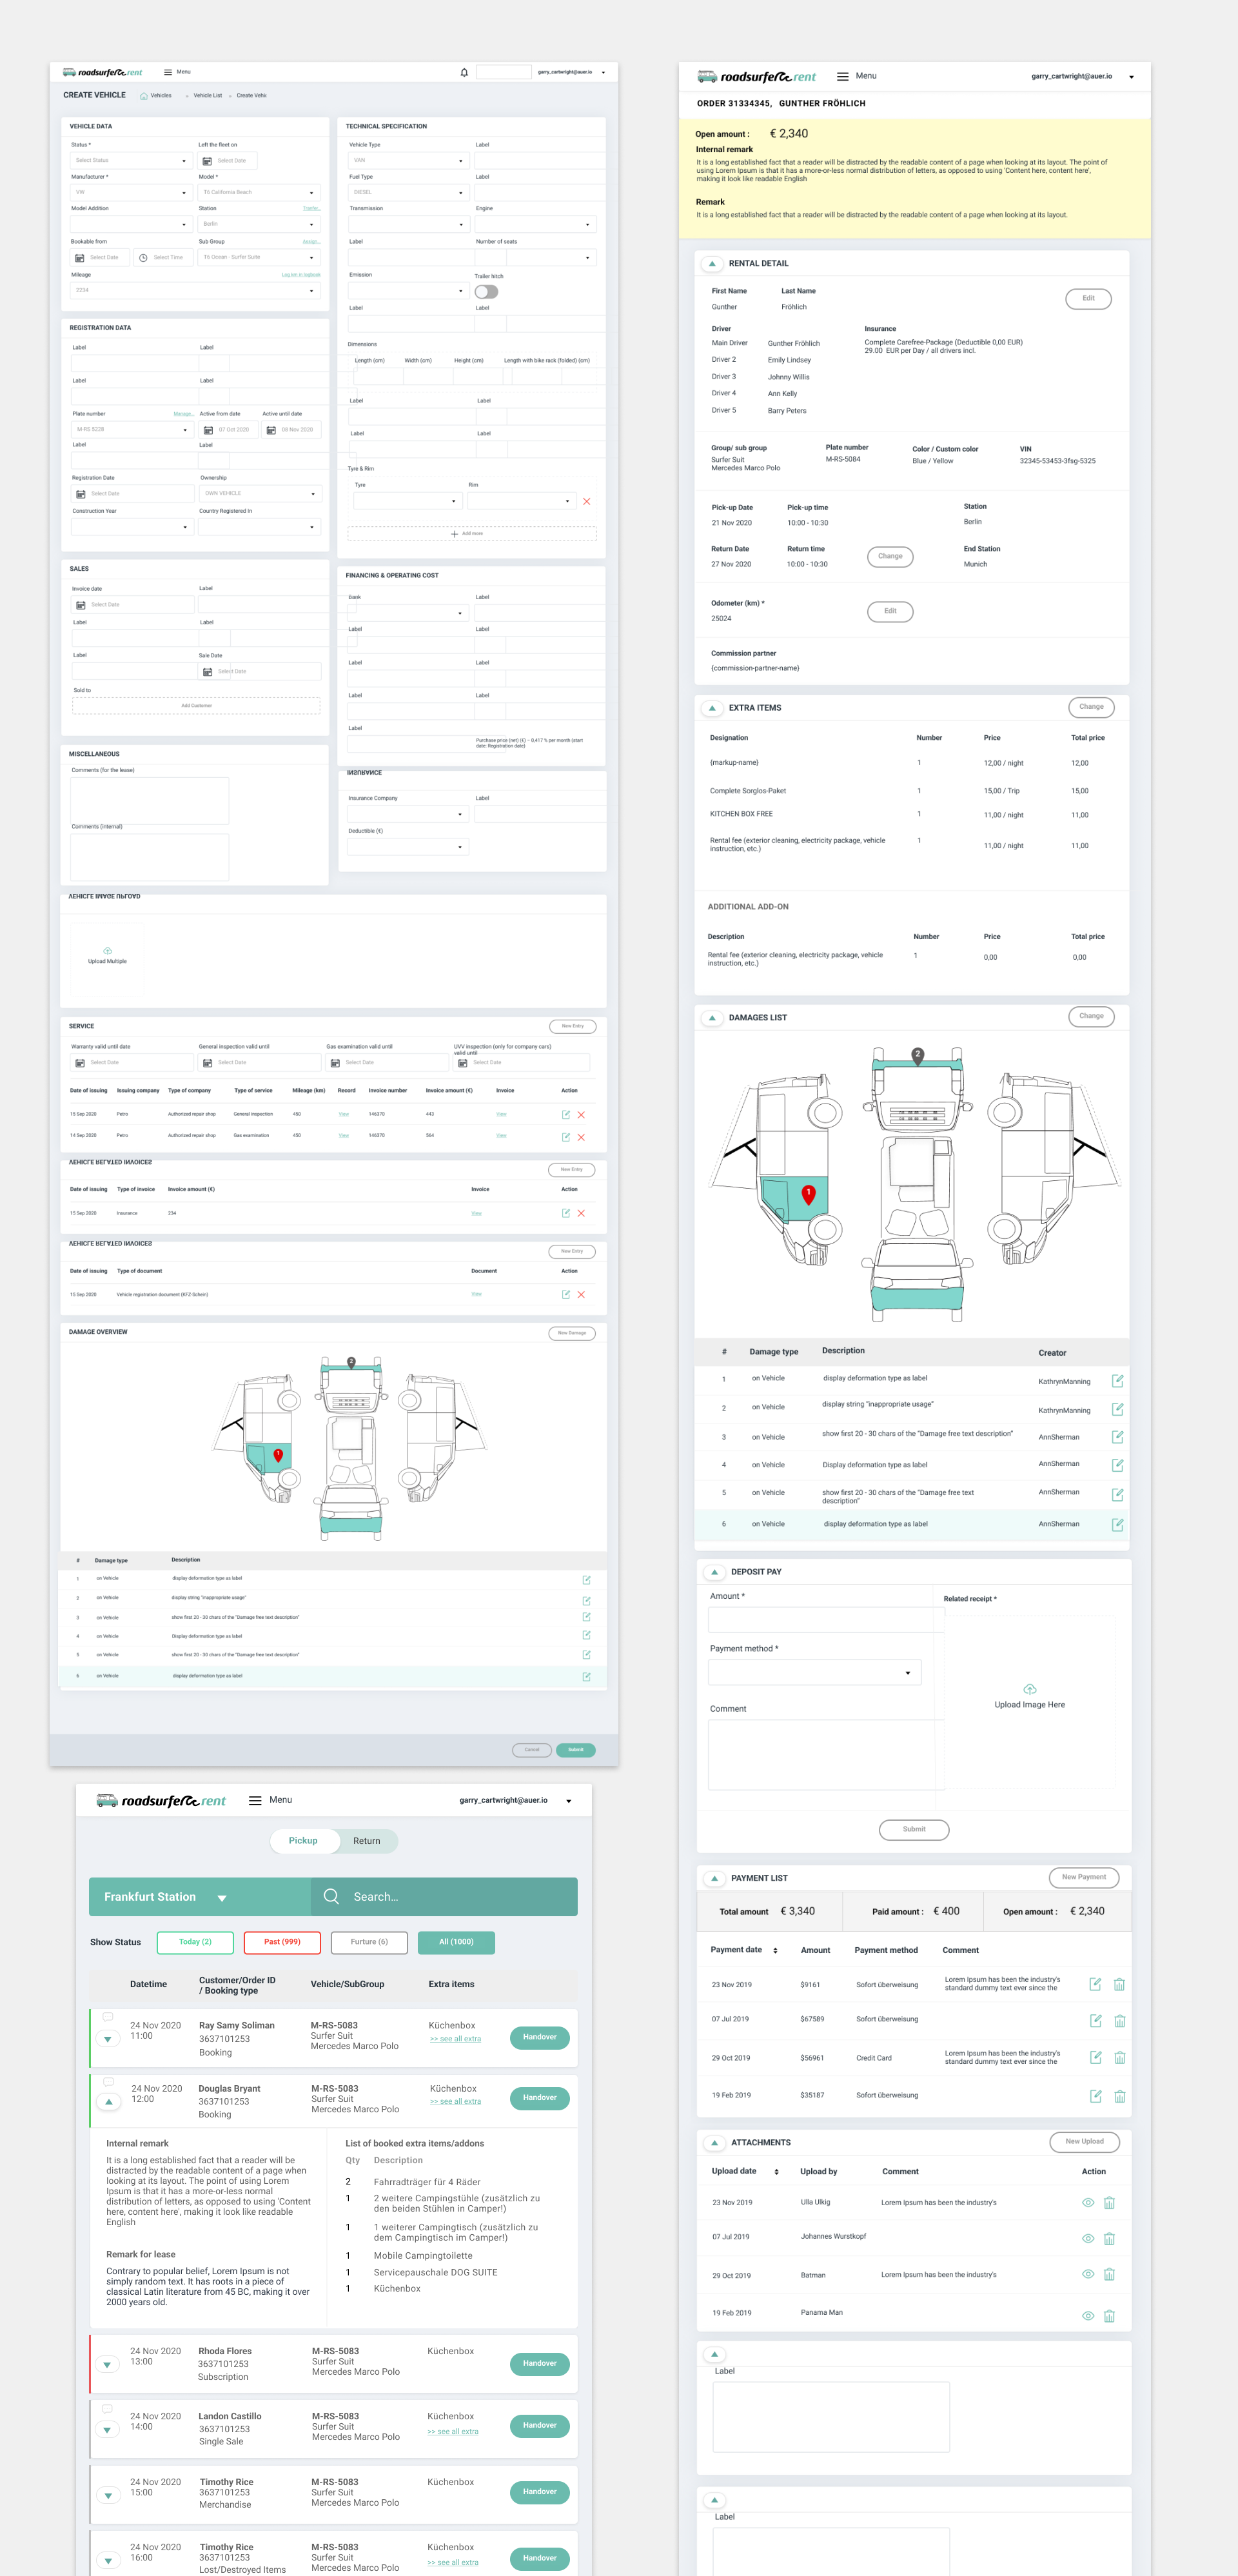 roadsurfer rent
Menu
garry_cartwright@auer.io
CREATE VEHICLE
Vehicles
Vehicle List
Create Vehic
VEHICLE DATA
Status *
Left the fleet on
Select Status
Select Date
Manufacturer *
Model *
VW
T6 California Beach
Model Addition
Station
Berlin
Bookable from
Sub Group
Assign...
Select Date
Select Time
T6 Ocean - Surfer Suite
Mileage
Log km in logbook
2234
REGISTRATION DATA
Label
Label
Label
Label
Plate number
Manage...
Active from date
Active until date
M-RS 5228
07 Oct 2020
08 Nov 2020
Label
Label
Registration Date
Ownership
Select Date
OWN VEHICLE
Construction Year
Country Registered In
SALES
Invoice date
Label
Select Date
Label
Label
Label
Sale Date
Select Date
Sold to
Add Customer
MISCELLANEOUS
Comments (for the lease)
Comments (internal)
TECHNICAL SPECIFICATION
Vehicle Type
Label
VAN
Fuel Type
Label
DIESEL
Transmission
Engine
Label
Number of seats
Emission
Trailer hitch
Label
Label
Dimensions
Length (cm)
Width (cm)
Height (cm)
Length with bike rack (folded) (cm)
Label
Label
Label
Label
Tyre & Rim
Tyre
Rim
Add more
FINANCING & OPERATING COST
Bank
Label
Label
Label
Label
Label
Label
Label
Label
Purchase price (net) (€) – 0,417 % per month (start
date: Registration date)
INSURANCE
Insurance Company
Label
Deductible (€)
VEHICLE IMAGE UPLOAD
Upload Multiple
SERVICE
New Entry
Warranty valid until date
General inspection valid until
Gas examination valid until
UVV inspection (only for company cars)
valid until
Select Date
Select Date
Select Date
Select Date
Date of issuing
Issuing company
Type of company
Type of service
Mileage (km)
Record
Invoice number
Invoice amount (€)
Invoice
Action
15 Sep 2020
Petro
Authorized repair shop
General inspection
450
View
146370
443
View
14 Sep 2020
Petro
Authorized repair shop
Gas examination
450
View
146370
564
View
VEHICLE RELATED INVOICES
New Entry
Date of issuing
Type of invoice
Invoice amount (€)
Invoice
Action
15 Sep 2020
Insurance
234
View
VEHICLE RELATED INVOICES
New Entry
Date of issuing
Type of document
Document
Action
15 Sep 2020
Vehicle registration document (KFZ-Schein)
View
DAMAGE OVERVIEW
New Damage
2
1
#
Damage type
Description
1
on Vehicle
display deformation type as label
2
on Vehicle
display string "inappropriate usage"
3
on Vehicle
show first 20 - 30 chars of the "Damage free text description"
4
on Vehicle
Display deformation type as label
5
on Vehicle
show first 20 - 30 chars of the "Damage free text description"
6
on Vehicle
display deformation type as label
Cancel
Submit
roadsurfer rent
Menu
garry_cartwright@auer.io
Pickup
Return
Frankfurt Station
Search...
Show Status
Today (2)
Past (999)
Furture (6)
All (1000)
Datetime
Customer/Order ID
/ Booking type
Vehicle/SubGroup
Extra items
24 Nov 2020
11:00
Ray Samy Soliman
3637101253
Booking
M-RS-5083
Surfer Suit
Mercedes Marco Polo
Küchenbox
>> see all extra
Handover
24 Nov 2020
12:00
Douglas Bryant
3637101253
Booking
M-RS-5083
Surfer Suit
Mercedes Marco Polo
Küchenbox
>> see all extra
Handover
Internal remark
It is a long established fact that a reader will be
distracted by the readable content of a page when
looking at its layout. The point of using Lorem
Ipsum is that it has a more-or-less normal
distribution of letters, as opposed to using 'Content
here, content here', making it look like readable
English
Remark for lease
Contrary to popular belief, Lorem Ipsum is not
simply random text. It has roots in a piece of
classical Latin literature from 45 BC, making it over
2000 years old.
List of booked extra items/addons
Qty
Description
2
Fahrradträger für 4 Räder
1
2 weitere Campingstühle (zusätzlich zu
den beiden Stühlen in Camper!)
1
1 weiterer Campingtisch (zusätzlich zu
dem Campingtisch im Camper!)
1
Mobile Campingtoilette
1
Servicepauschale DOG SUITE
1
Küchenbox
24 Nov 2020
13:00
Rhoda Flores
3637101253
Subscription
M-RS-5083
Surfer Suit
Mercedes Marco Polo
Küchenbox
Handover
24 Nov 2020
14:00
Landon Castillo
3637101253
Single Sale
M-RS-5083
Surfer Suit
Mercedes Marco Polo
Küchenbox
>> see all extra
Handover
24 Nov 2020
15:00
Timothy Rice
3637101253
Merchandise
M-RS-5083
Surfer Suit
Mercedes Marco Polo
Küchenbox
Handover
24 Nov 2020
16:00
Timothy Rice
3637101253
Lost/Destroyed Items
M-RS-5083
Surfer Suit
Mercedes Marco Polo
Küchenbox
>> see all extra
Handover
roadsurfer rent
Menu
garry_cartwright@auer.io
ORDER 31334345, GUNTHER FRÖHLICH
Open amount : € 2,340
Internal remark
It is a long established fact that a reader will be distracted by the readable content of a page when looking at its layout. The point of
using Lorem Ipsum is that it has a more-or-less normal distribution of letters, as opposed to using 'Content here, content here',
making it look like readable English
Remark
It is a long established fact that a reader will be distracted by the readable content of a page when looking at its layout.
RENTAL DETAIL
First Name
Last Name
Gunther
Fröhlich
Edit
Driver
Insurance
Main Driver
Gunther Fröhlich
Complete Carefree-Package (Deductible 0,00 EUR)
29.00 EUR per Day / all drivers incl.
Driver 2
Emily Lindsey
Driver 3
Johnny Willis
Driver 4
Ann Kelly
Driver 5
Barry Peters
Group/ sub group
Plate number
Color / Custom color
VIN
Surfer Suit
Mercedes Marco Polo
M-RS-5084
Blue / Yellow
32345-53453-3fsg-5325
Pick-up Date
Pick-up time
Station
21 Nov 2020
10:00 - 10:30
Berlin
Return Date
Return time
Change
End Station
27 Nov 2020
10:00 - 10:30
Munich
Odometer (km) *
25024
Edit
Commission partner
{commission-partner-name}
EXTRA ITEMS
Change
Designation
Number
Price
Total price
{markup-name}
1
12,00 / night
12,00
Complete Sorglos-Paket
1
15,00 / Trip
15,00
KITCHEN BOX FREE
1
11,00 / night
11,00
Rental fee (exterior cleaning, electricity package, vehicle
instruction, etc.)
1
11,00 / night
11,00
ADDITIONAL ADD-ON
Description
Number
Price
Total price
Rental fee (exterior cleaning, electricity package, vehicle
instruction, etc.)
1
0,00
0,00
DAMAGES LIST
Change
2
1
#
Damage type
Description
Creator
1
on Vehicle
display deformation type as label
KathrynManning
2
on Vehicle
display string "inappropriate usage"
KathrynManning
3
on Vehicle
show first 20 - 30 chars of the "Damage free text description"
AnnSherman
4
on Vehicle
Display deformation type as label
AnnSherman
5
on Vehicle
show first 20 - 30 chars of the "Damage free text
description"
AnnSherman
6
on Vehicle
display deformation type as label
AnnSherman
DEPOSIT PAY
Amount *
Related receipt *
Payment method *
Upload Image Here
Comment
Submit
PAYMENT LIST
New Payment
Total amount € 3,340
Paid amount : € 400
Open amount : € 2,340
Payment date
Amount
Payment method
Comment
23 Nov 2019
$9161
Sofort überweisung
Lorem Ipsum has been the industry's
standard dummy text ever since the
07 Jul 2019
$67589
Sofort überweisung
29 Oct 2019
$56961
Credit Card
Lorem Ipsum has been the industry's
standard dummy text ever since the
19 Feb 2019
$35187
Sofort überweisung
ATTACHMENTS
New Upload
Upload date
Upload by
Comment
Action
23 Nov 2019
Ulla Ulkig
Lorem Ipsum has been the industry's
07 Jul 2019
Johannes Wurstkopf
29 Oct 2019
Batman
Lorem Ipsum has been the industry's
19 Feb 2019
Panama Man
Label
Label